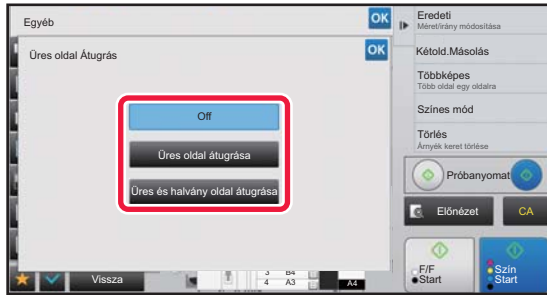 Egyéb
OK
Üres oldal Átugrás
OK
Off
Üres oldal átugrása
Üres és halvány oldal átugrása
Vissza
3 B4
4 A3
A4
Eredeti
Méret/irány módosítása
Kétold.Másolás
Többképes
Több oldal egy oldalra
Színes mód
Törlés
Árnyék keret törlése
Próbanyomat
Előnézet
CA
F/F
Start
Szín
Start